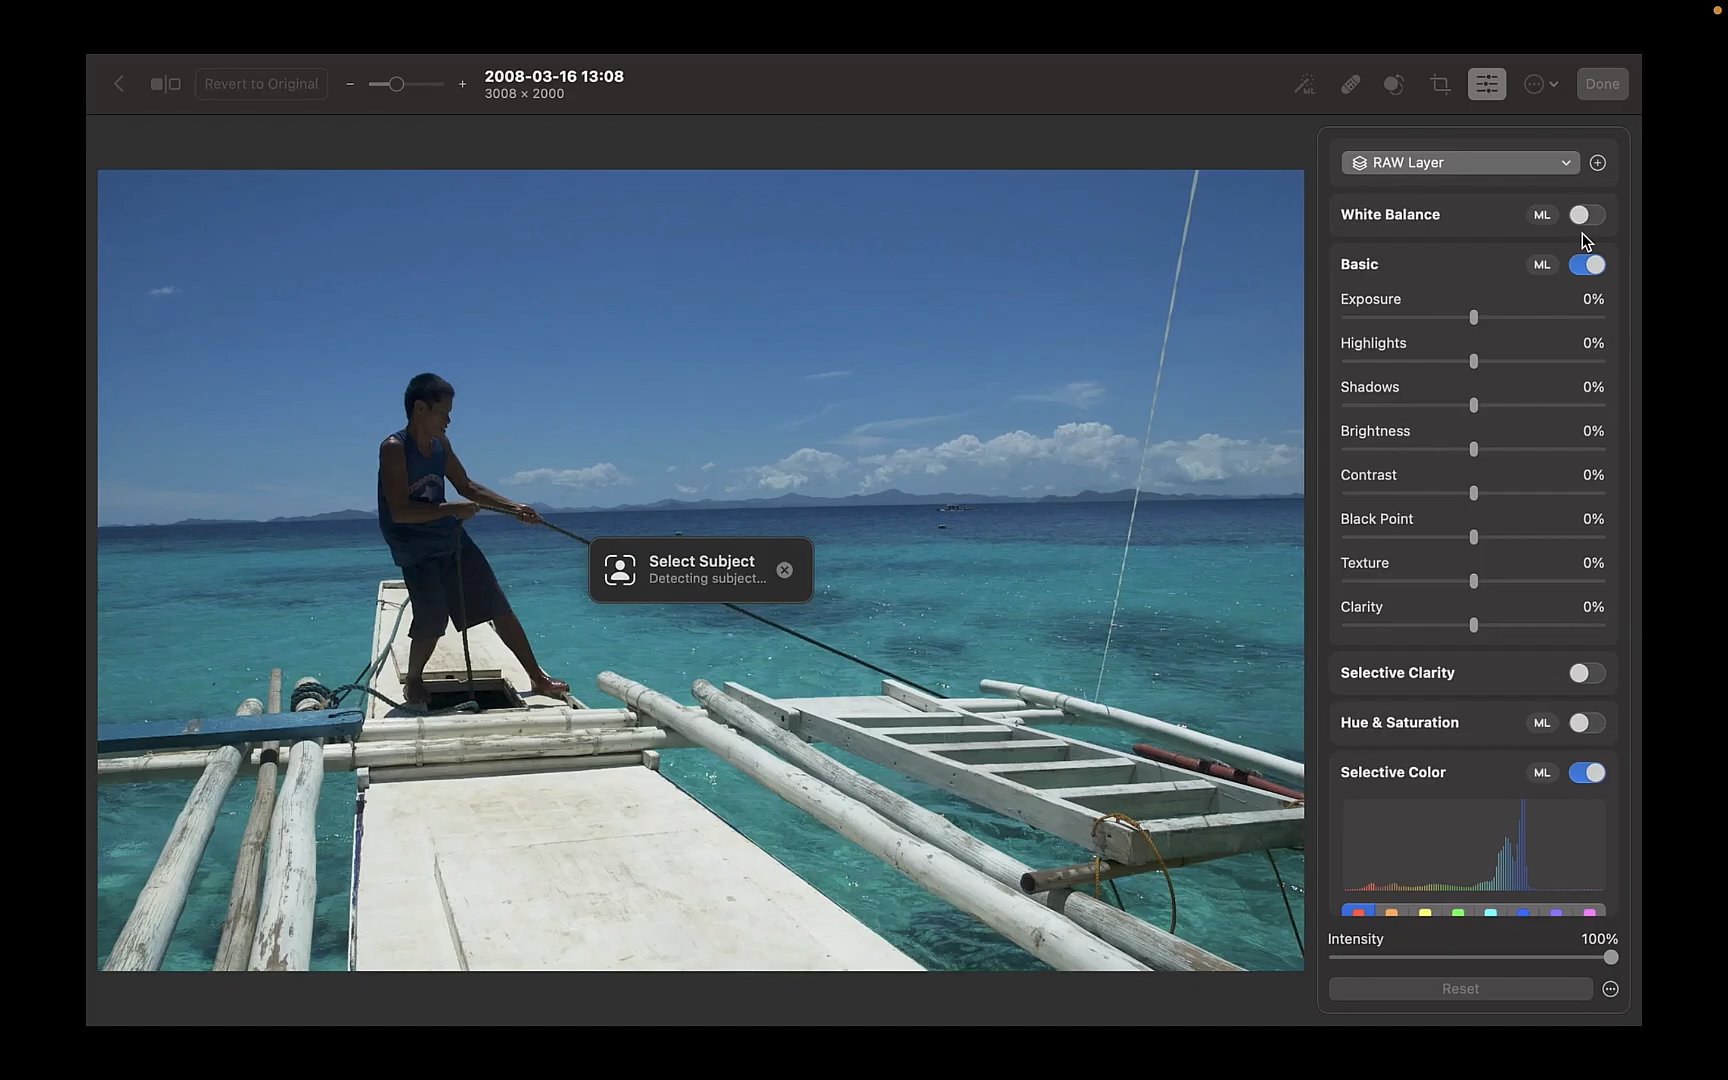 Revert to Original
2008-03-16 13:08
3008 × 2000
ML
Done
RAW Layer
White Balance ML
Basic ML
Exposure 0%
Highlights 0%
Shadows 0%
Brightness 0%
Contrast 0%
Black Point 0%
Texture 0%
Clarity 0%
Select Subject
Detecting subject...
Selective Clarity
Hue & Saturation ML
Selective Color ML
Intensity 100%
Reset